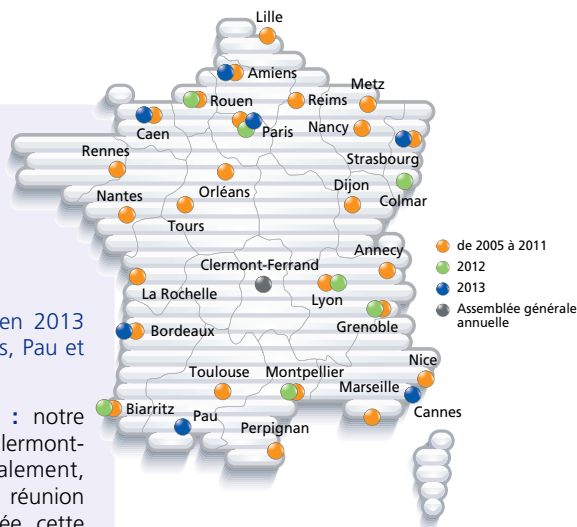 Lille
Amiens
Metz
Rouen
Reims
Caen
Paris
Nancy
Strasbourg
Rennes
Orléans
Dijon
Colmar
Nantes
Tours
Annecy
Clermont-Ferrand
La Rochelle
Lyon
Grenoble
Bordeaux
Nice
Toulouse
Montpellier
Marseille
Cannes
Biarritz
Pau
Perpignan
de 2005 à 2011
2012
2013
Assemblée générale
annuelle
en 2013
s, Pau et
: notre
lermont-
alement,
réunion
ée cette